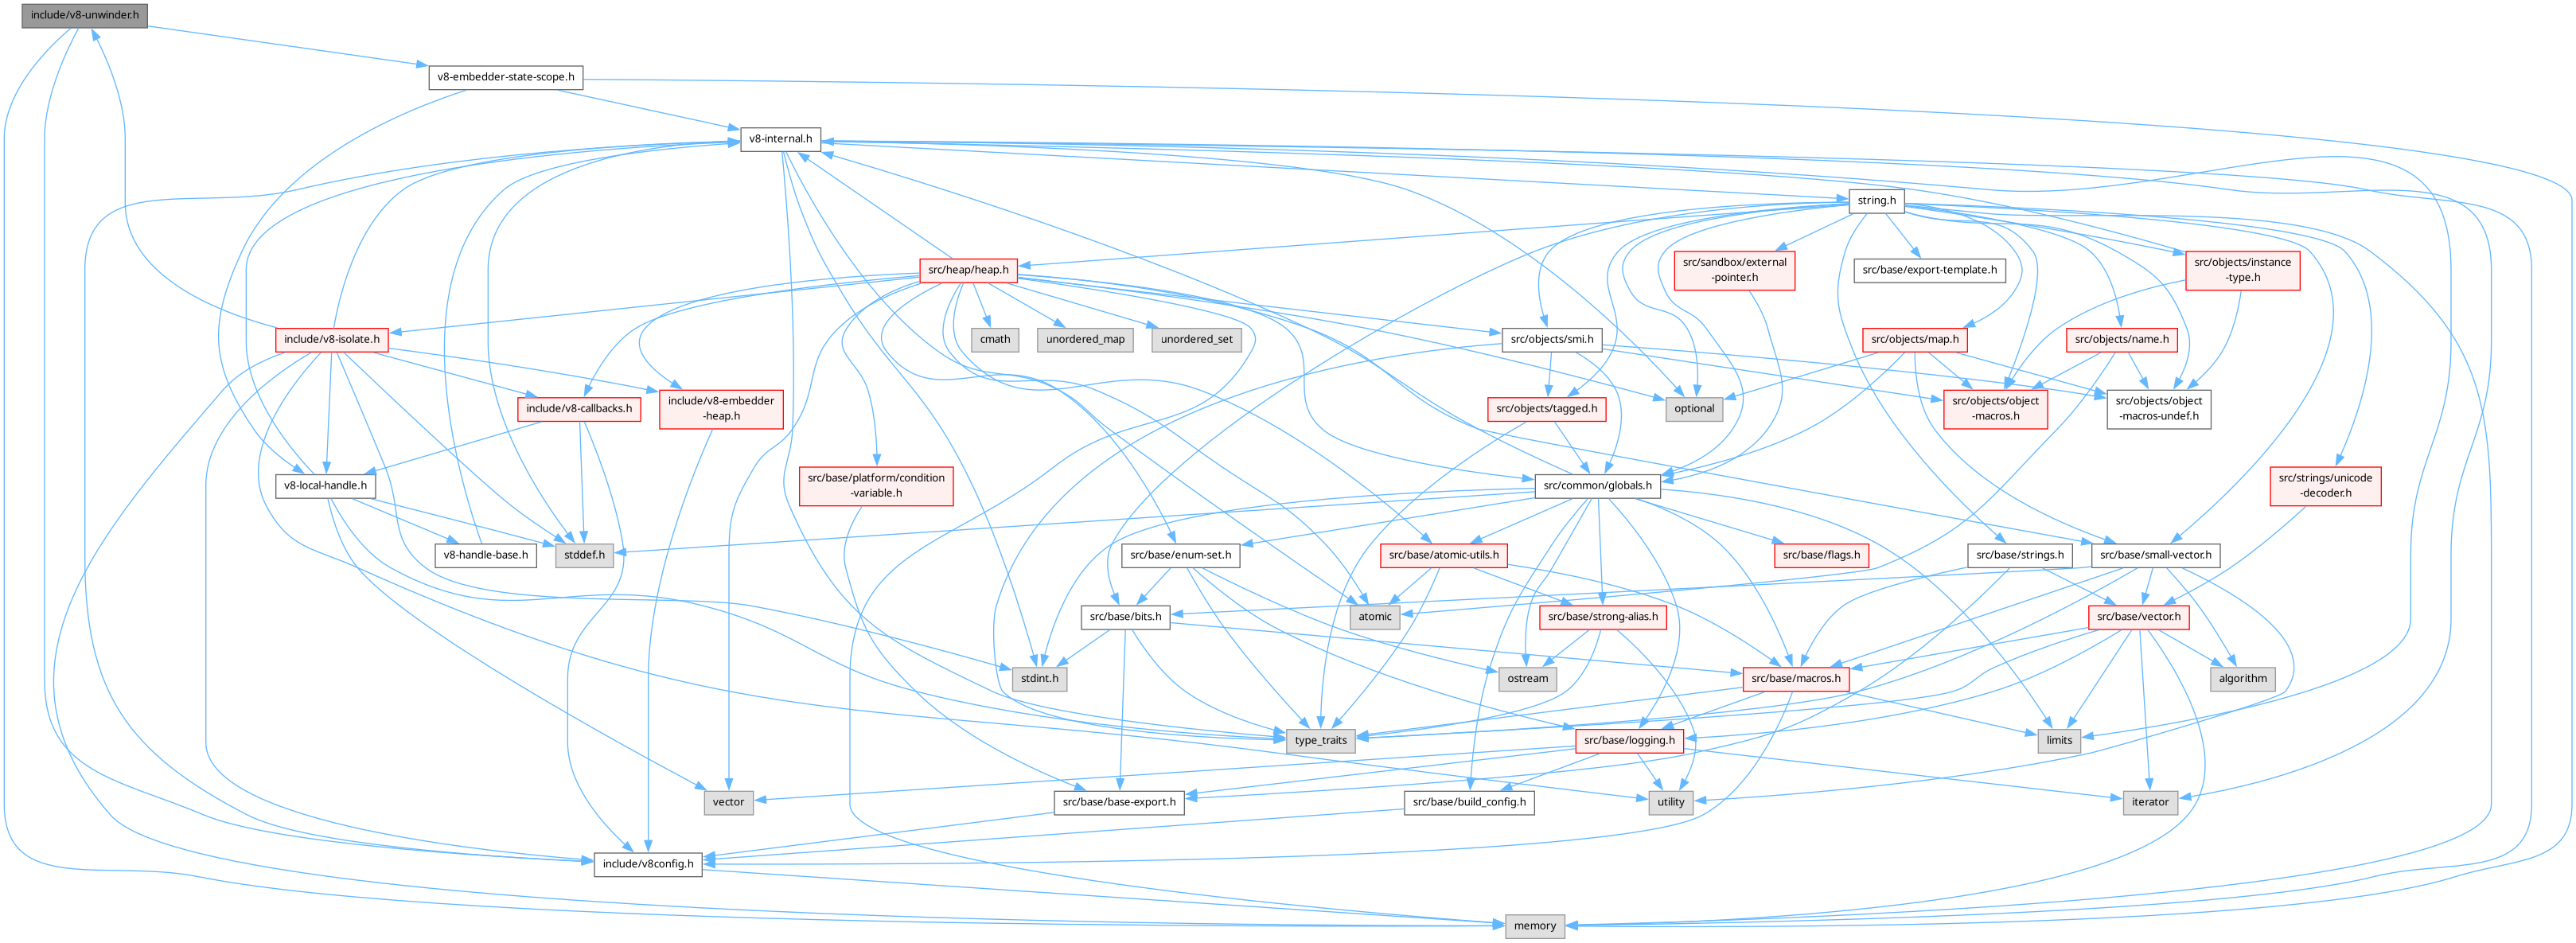 include/v8-unwinder.h
v8-embedder-state-scope.h
v8-internal.h
string.h
src/heap/heap.h
src/sandbox/external
-pointer.h
src/base/export-template.h
src/objects/instance
-type.h
include/v8-isolate.h
cmath
unordered_map
unordered_set
src/objects/smi.h
src/objects/map.h
src/objects/name.h
include/v8-callbacks.h
include/v8-embedder
-heap.h
src/objects/tagged.h
optional
src/objects/object
-macros.h
src/objects/object
-macros-undef.h
v8-local-handle.h
src/base/platform/condition
-variable.h
src/common/globals.h
src/strings/unicode
-decoder.h
v8-handle-base.h
stddef.h
src/base/enum-set.h
src/base/atomic-utils.h
src/base/flags.h
src/base/strings.h
src/base/small-vector.h
src/base/bits.h
atomic
src/base/strong-alias.h
src/base/vector.h
stdint.h
ostream
src/base/macros.h
algorithm
type_traits
src/base/logging.h
limits
vector
src/base/base-export.h
src/base/build_config.h
utility
iterator
include/v8config.h
memory